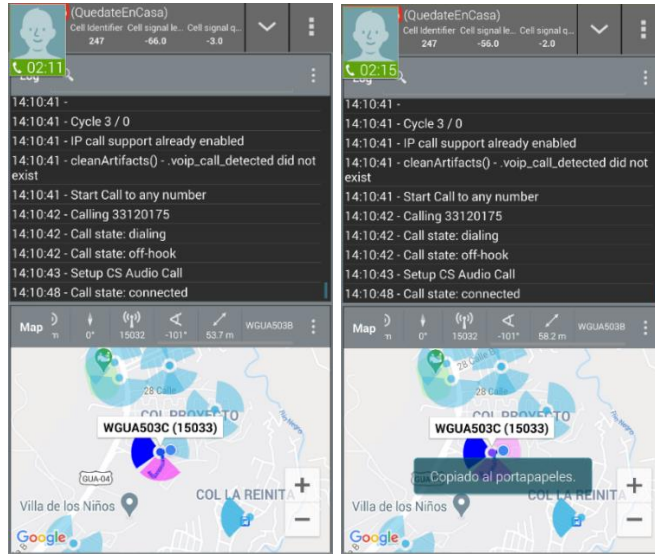 (QuedateEnCasa)
Cell Identifier Cell signal le... Cell signal q...
247 -66.0 -3.0
02:11
Log
14:10:41 -
14:10:41 - Cycle 3 / 0
14:10:41 - IP call support already enabled
14:10:41 - cleanArtifacts() - .voip_call_detected did not
exist
14:10:41 - Start Call to any number
14:10:42 - Calling 33120175
14:10:42 - Call state: dialing
14:10:42 - Call state: off-hook
14:10:43 - Setup CS Audio Call
14:10:48 - Call state: connected
Map 0° 15032 -101° 53.7 m WGUA503B
28 Calle
COL PROYECTO
WGUA503C (15033)
GUA-04
Villa de los Niños
COL LA REINITA
Río Negro
+
−
Google
(QuedateEnCasa)
Cell Identifier Cell signal le... Cell signal q...
247 -56.0 -2.0
02:15
Log
14:10:41 -
14:10:41 - Cycle 3 / 0
14:10:41 - IP call support already enabled
14:10:41 - cleanArtifacts() - .voip_call_detected did not
exist
14:10:41 - Start Call to any number
14:10:42 - Calling 33120175
14:10:42 - Call state: dialing
14:10:42 - Call state: off-hook
14:10:43 - Setup CS Audio Call
14:10:48 - Call state: connected
Map 0° 15032 -101° 58.2 m WGUA503B
28 Calle
COL PROYECTO
WGUA503C (15033)
Copiado al portapapeles.
Villa de los Niños
COL LA REINITA
Río Negro
+
−
Google